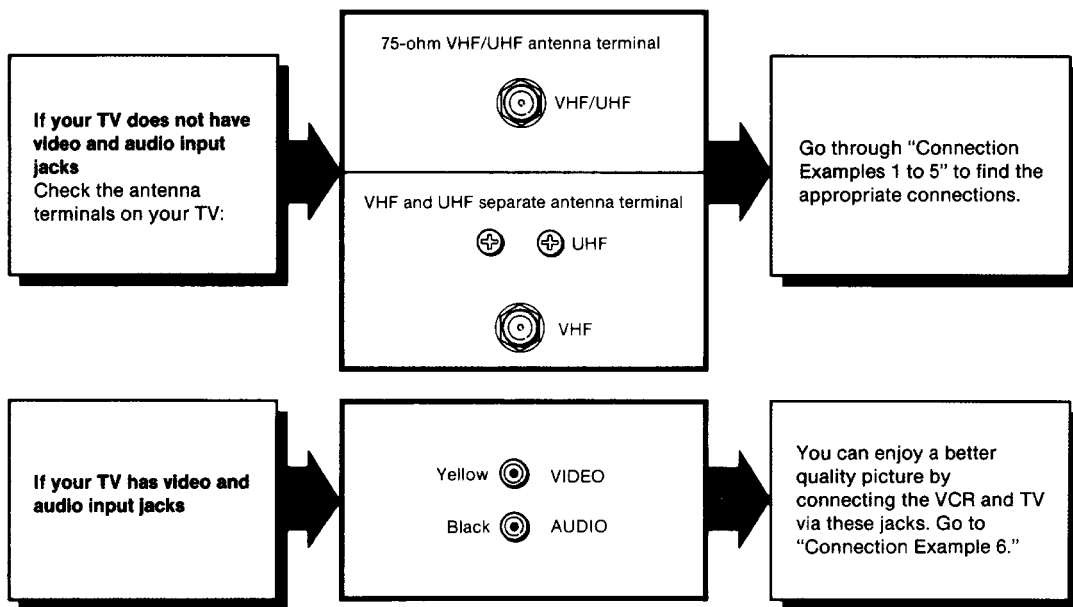 If your TV does not have
video and audio input
jacks
Check the antenna
terminals on your TV:
75-ohm VHF/UHF antenna terminal
VHF/UHF
VHF and UHF separate antenna terminal
UHF
VHF
Go through “Connection
Examples 1 to 5” to find the
appropriate connections.
If your TV has video and
audio input jacks
Yellow VIDEO
Black AUDIO
You can enjoy a better
quality picture by
connecting the VCR and TV
via these jacks. Go to
“Connection Example 6.”